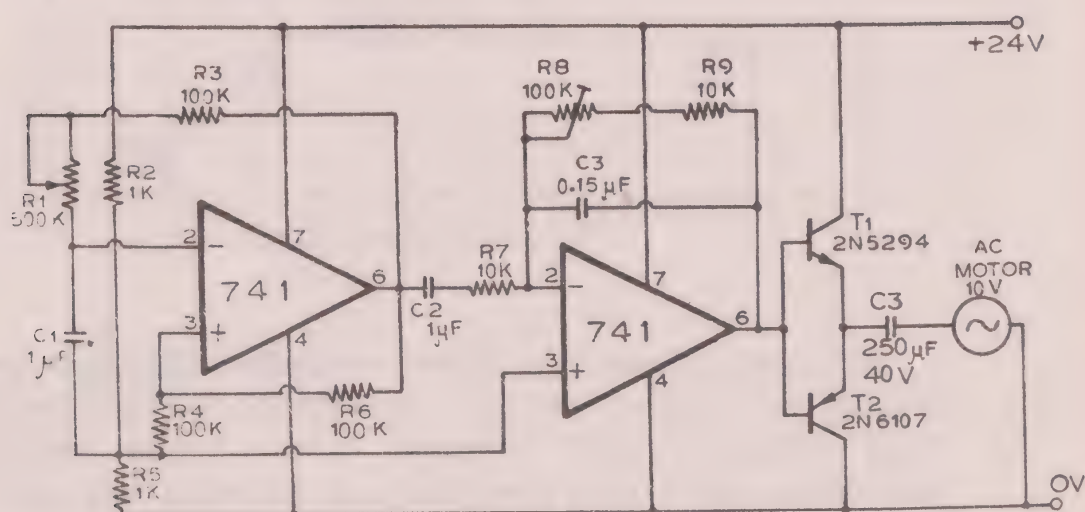 +24V
R3
100K
R8
100K
R9
10K
R2
1K
R1
500K
C3
0.15µF
2
−
7
741
6
3
+
4
R7
10K
C2
1µF
2
−
7
741
6
3
+
4
T1
2N5294
AC
MOTOR
10V
C3
250µF
40V
T2
2N6107
C1
1µF
R4
100K
R6
100K
R5
1K
0V